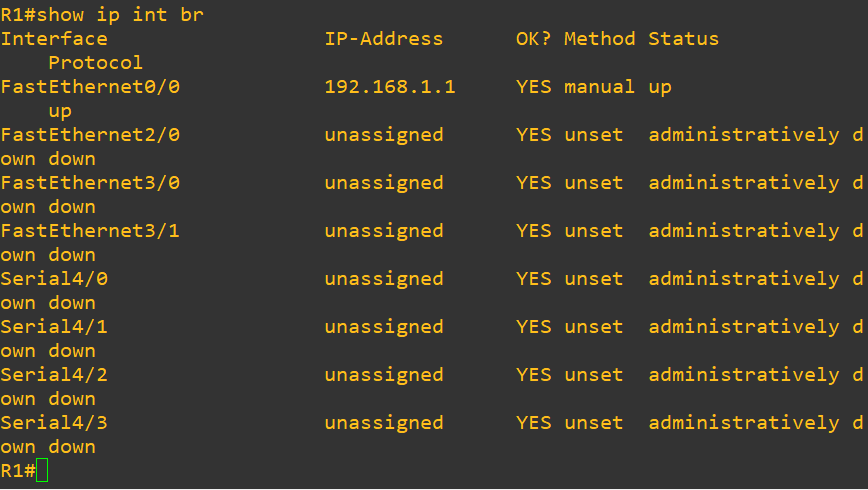 R1#show ip int br
Interface                  IP-Address      OK? Method Status
    Protocol
FastEthernet0/0            192.168.1.1     YES manual up
    up
FastEthernet2/0            unassigned      YES unset  administratively d
own down
FastEthernet3/0            unassigned      YES unset  administratively d
own down
FastEthernet3/1            unassigned      YES unset  administratively d
own down
Serial4/0                  unassigned      YES unset  administratively d
own down
Serial4/1                  unassigned      YES unset  administratively d
own down
Serial4/2                  unassigned      YES unset  administratively d
own down
Serial4/3                  unassigned      YES unset  administratively d
own down
R1#